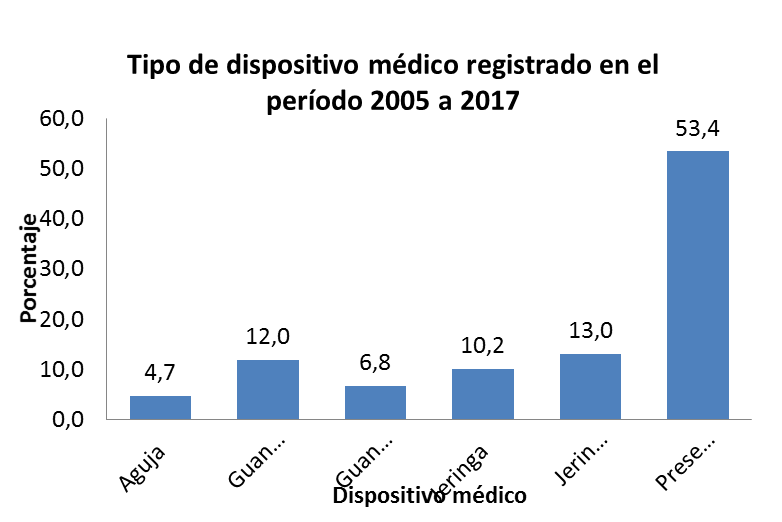 Tipo de dispositivo médico registrado en el
período 2005 a 2017
60,0
50,0
40,0
30,0
20,0
10,0
0,0
Porcentaje
4,7
12,0
6,8
10,2
13,0
53,4
Aguja
Guan...
Guan...
Jeringa
Jerin...
Prese...
Dispositivo médico